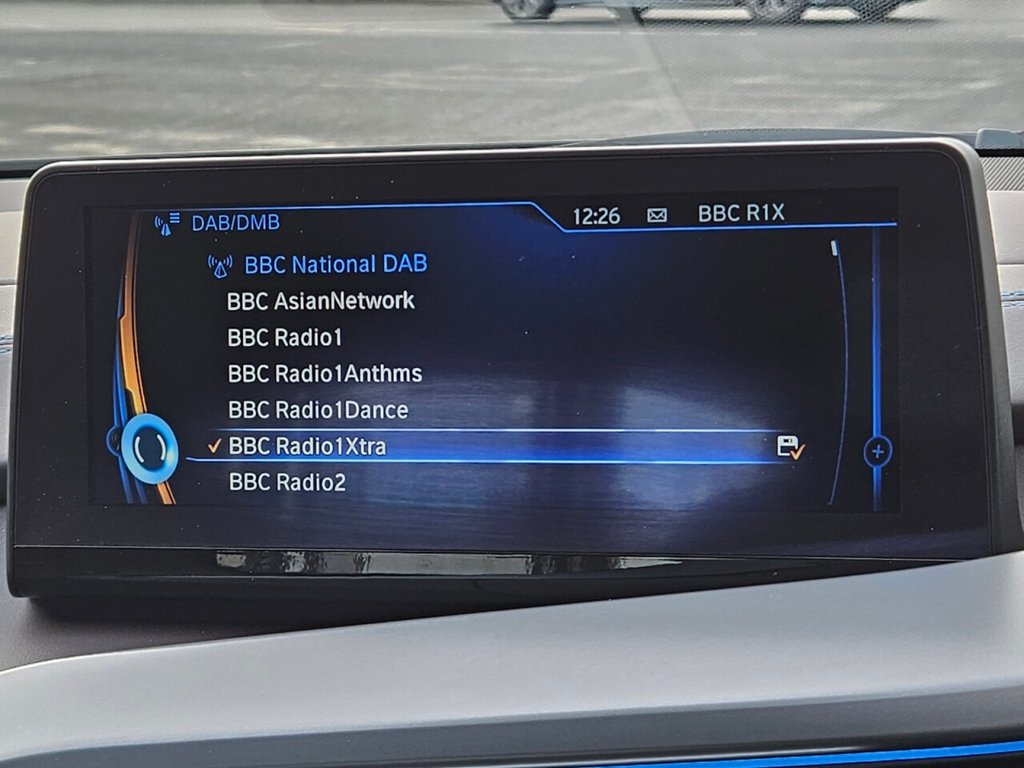 DAB/DMB 12:26 BBC R1X
BBC National DAB
BBC AsianNetwork
BBC Radio1
BBC Radio1Anthms
BBC Radio1Dance
BBC Radio1Xtra
BBC Radio2